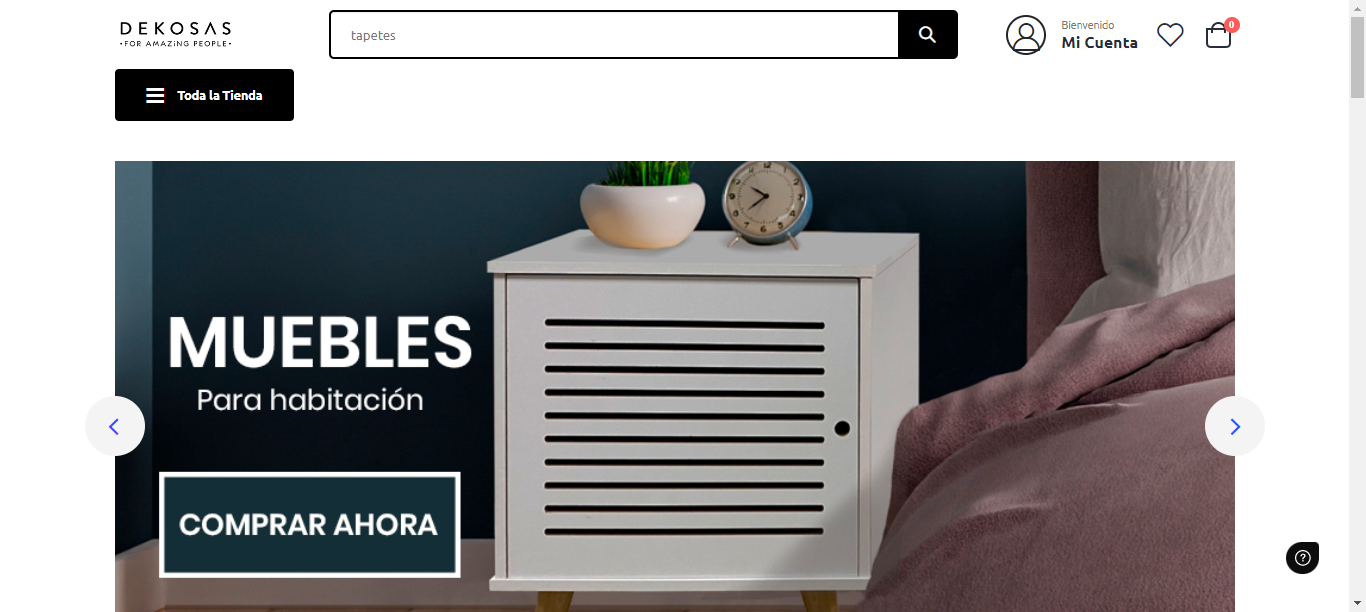 DEKOSAS
•FOR AMAZiNG PEOPLE•
tapetes
Bienvenido
Mi Cuenta
0
Toda la Tienda
MUEBLES
Para habitación
COMPRAR AHORA